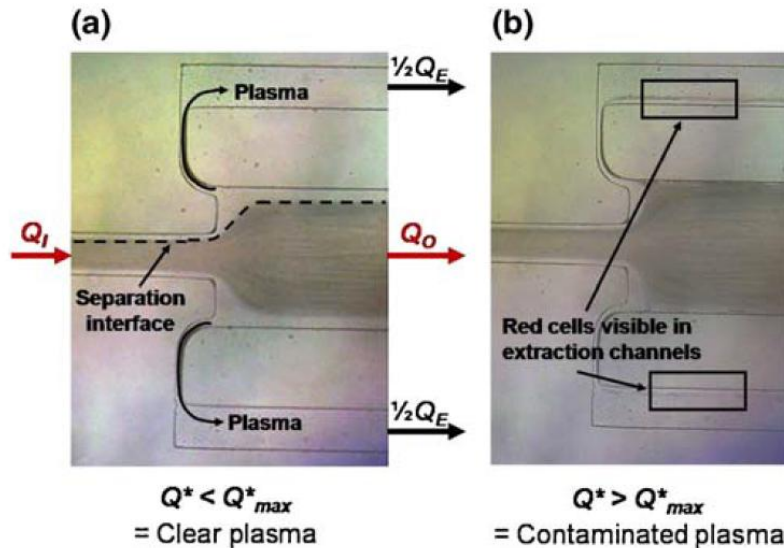 (a)
(b)
½Q_E
Plasma
Q_I
Q_O
Separation
interface
Red cells visible in
extraction channels
Plasma
½Q_E
Q* < Q*_max
= Clear plasma
Q* > Q*_max
= Contaminated plasma